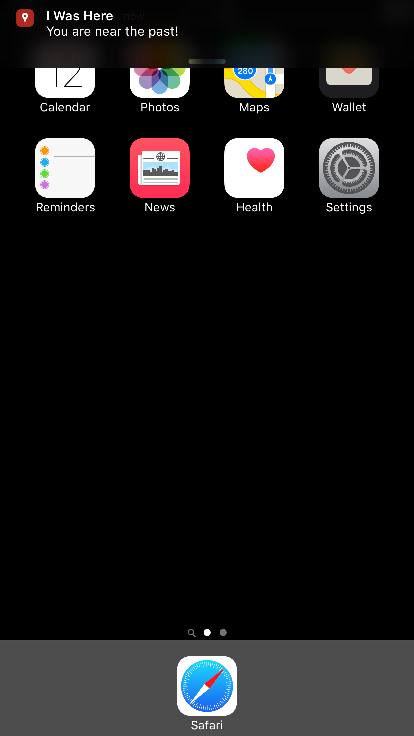 I Was Here
You are near the past!
12
280
Calendar
Photos
Maps
Wallet
Reminders
News
Health
Settings
Safari